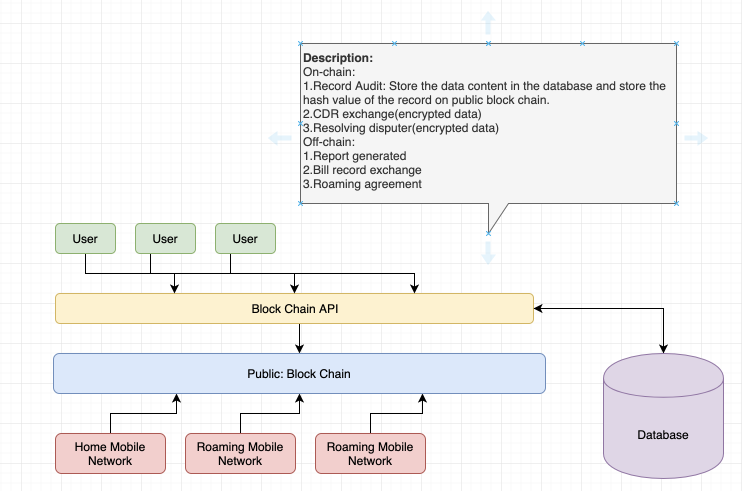 Description:
On-chain:
1.Record Audit: Store the data content in the database and store the
hash value of the record on public block chain.
2.CDR exchange(encrypted data)
3.Resolving disputer(encrypted data)
Off-chain:
1.Report generated
2.Bill record exchange
3.Roaming agreement
User
User
User
Block Chain API
Public: Block Chain
Database
Home Mobile
Network
Roaming Mobile
Network
Roaming Mobile
Network